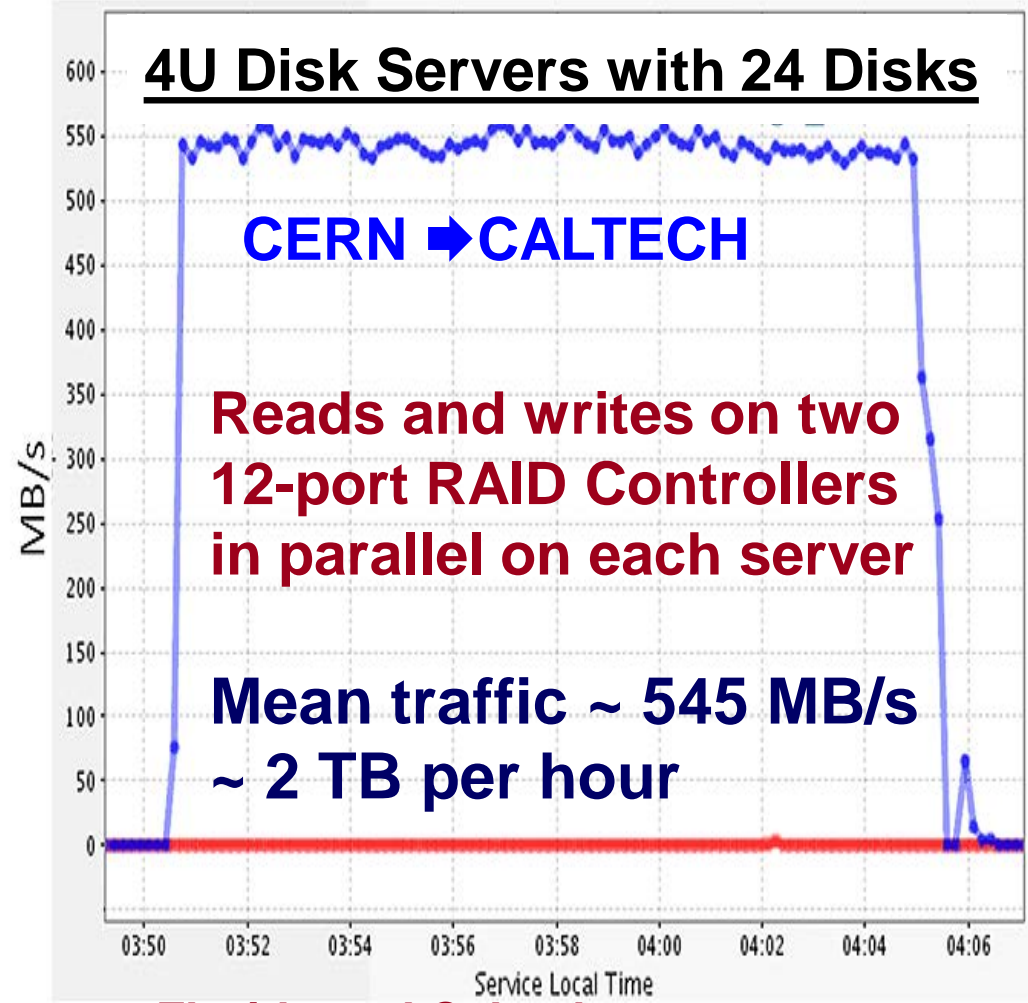 4U Disk Servers with 24 Disks
CERN ➡CALTECH
Reads and writes on two
12-port RAID Controllers
in parallel on each server
Mean traffic ~ 545 MB/s
~ 2 TB per hour
MB/s
600
550
500
450
400
350
300
250
200
150
100
50
0
03:50 03:52 03:54 03:56 03:58 04:00 04:02 04:04 04:06
Service Local Time